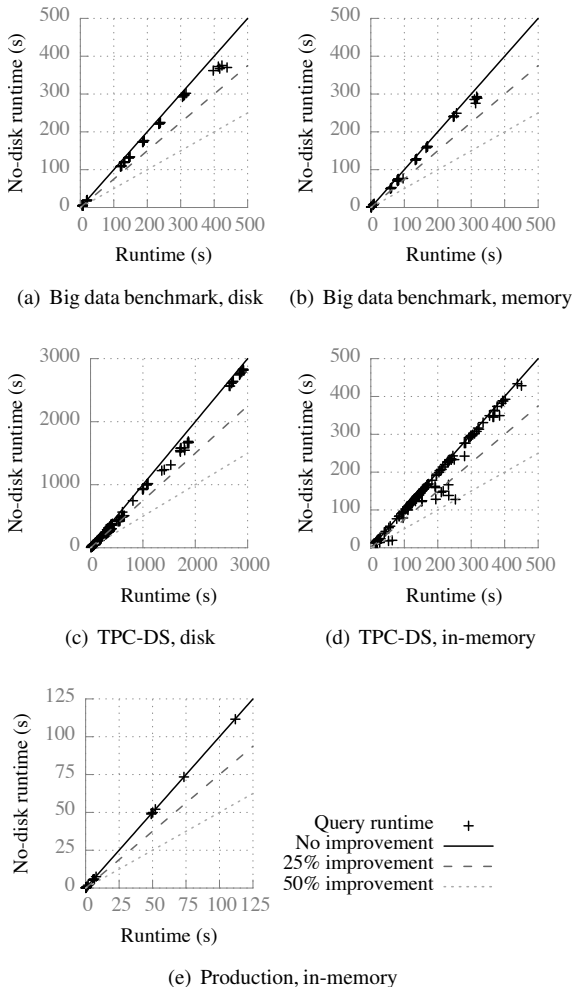 No-disk runtime (s)
500
400
300
200
100
0
0 100 200 300 400 500
Runtime (s)
(a) Big data benchmark, disk
No-disk runtime (s)
500
400
300
200
100
0
0 100 200 300 400 500
Runtime (s)
(b) Big data benchmark, memory
No-disk runtime (s)
3000
2000
1000
0
0 1000 2000 3000
Runtime (s)
(c) TPC-DS, disk
No-disk runtime (s)
500
400
300
200
100
0
0 100 200 300 400 500
Runtime (s)
(d) TPC-DS, in-memory
No-disk runtime (s)
125
100
75
50
25
0
0 25 50 75 100 125
Runtime (s)
Query runtime
No improvement
25% improvement
50% improvement
(e) Production, in-memory